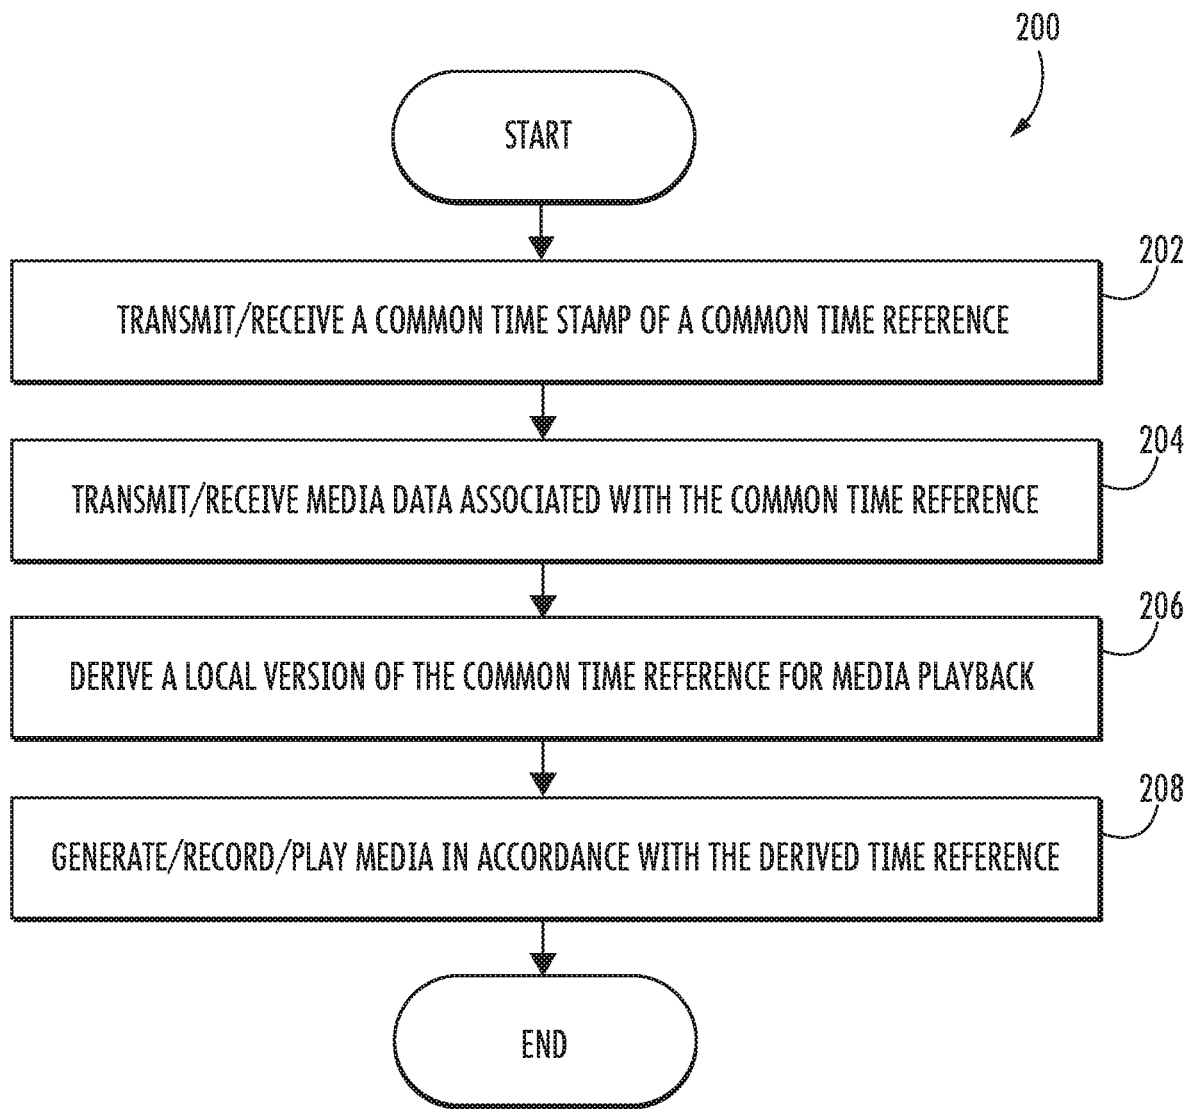 200
START
202
TRANSMIT/RECEIVE A COMMON TIME STAMP OF A COMMON TIME REFERENCE
204
TRANSMIT/RECEIVE MEDIA DATA ASSOCIATED WITH THE COMMON TIME REFERENCE
206
DERIVE A LOCAL VERSION OF THE COMMON TIME REFERENCE FOR MEDIA PLAYBACK
208
GENERATE/RECORD/PLAY MEDIA IN ACCORDANCE WITH THE DERIVED TIME REFERENCE
END